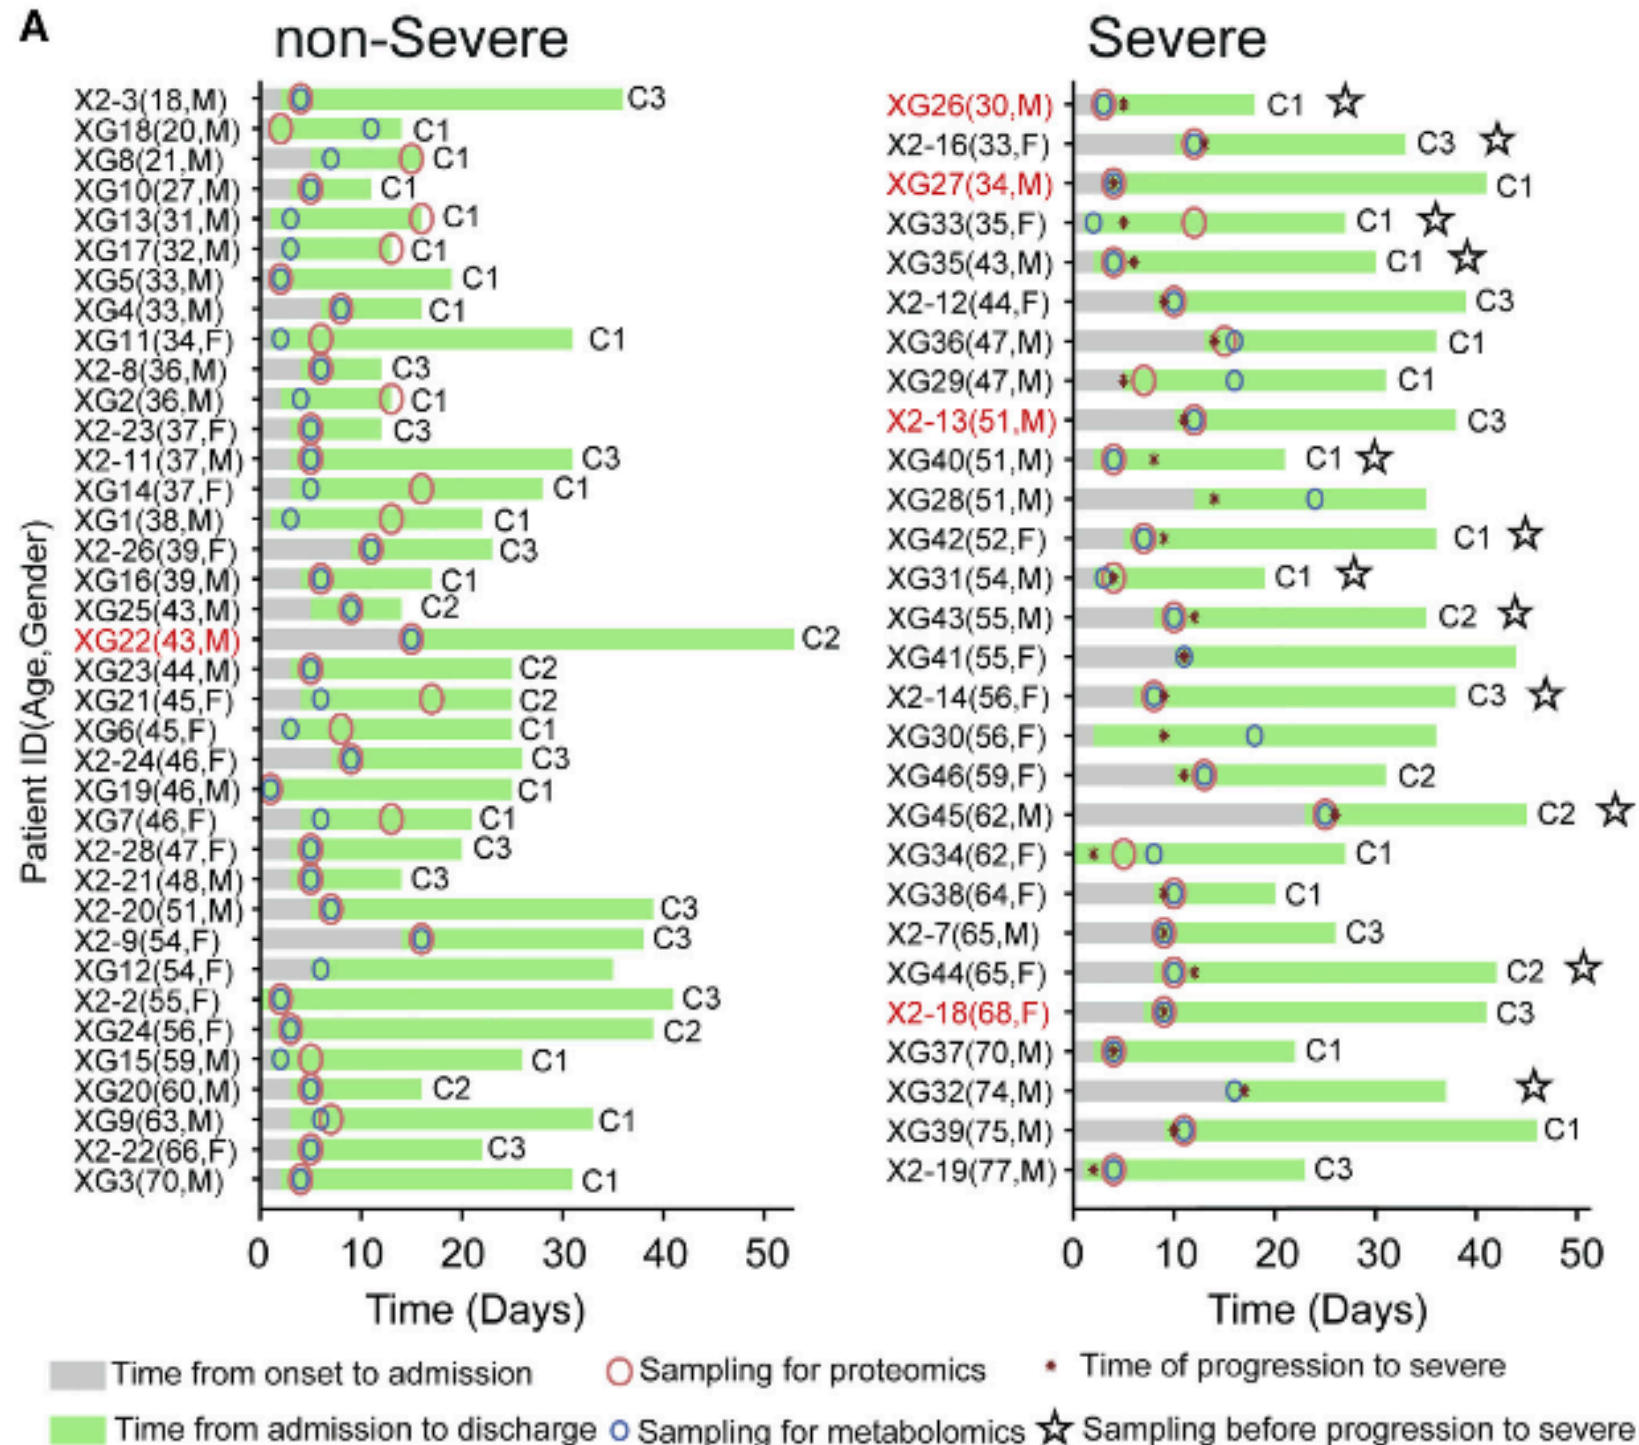 A
non-Severe
Severe
Patient ID(Age,Gender)
X2-3(18,M) C3
XG18(20,M) C1
XG8(21,M) C1
XG10(27,M) C1
XG13(31,M) C1
XG17(32,M) C1
XG5(33,M) C1
XG4(33,M) C1
XG11(34,F) C1
X2-8(36,M) C3
XG2(36,M) C1
X2-23(37,F) C3
X2-11(37,M) C3
XG14(37,F) C1
XG1(38,M) C1
X2-26(39,F) C3
XG16(39,M) C1
XG25(43,M) C2
XG22(43,M) C2
XG23(44,M) C2
XG21(45,F) C2
XG6(45,F) C1
X2-24(46,F) C3
XG19(46,M) C1
XG7(46,F) C1
X2-28(47,F) C3
X2-21(48,M) C3
X2-20(51,M) C3
X2-9(54,F) C3
XG12(54,F)
X2-2(55,F) C3
XG24(56,F) C2
XG15(59,M) C1
XG20(60,M) C2
XG9(63,M) C1
X2-22(66,F) C3
XG3(70,M) C1
0 10 20 30 40 50
Time (Days)
XG26(30,M) C1
X2-16(33,F) C3
XG27(34,M) C1
XG33(35,F) C1
XG35(43,M) C1
X2-12(44,F) C3
XG36(47,M) C1
XG29(47,M) C1
X2-13(51,M) C3
XG40(51,M) C1
XG28(51,M)
XG42(52,F) C1
XG31(54,M) C1
XG43(55,M) C2
XG41(55,F)
X2-14(56,F) C3
XG30(56,F)
XG46(59,F) C2
XG45(62,M) C2
XG34(62,F) C1
XG38(64,F) C1
X2-7(65,M) C3
XG44(65,F) C2
X2-18(68,F) C3
XG37(70,M) C1
XG32(74,M)
XG39(75,M) C1
X2-19(77,M) C3
0 10 20 30 40 50
Time (Days)
Time from onset to admission
Sampling for proteomics
Time of progression to severe
Time from admission to discharge
Sampling for metabolomics
Sampling before progression to severe